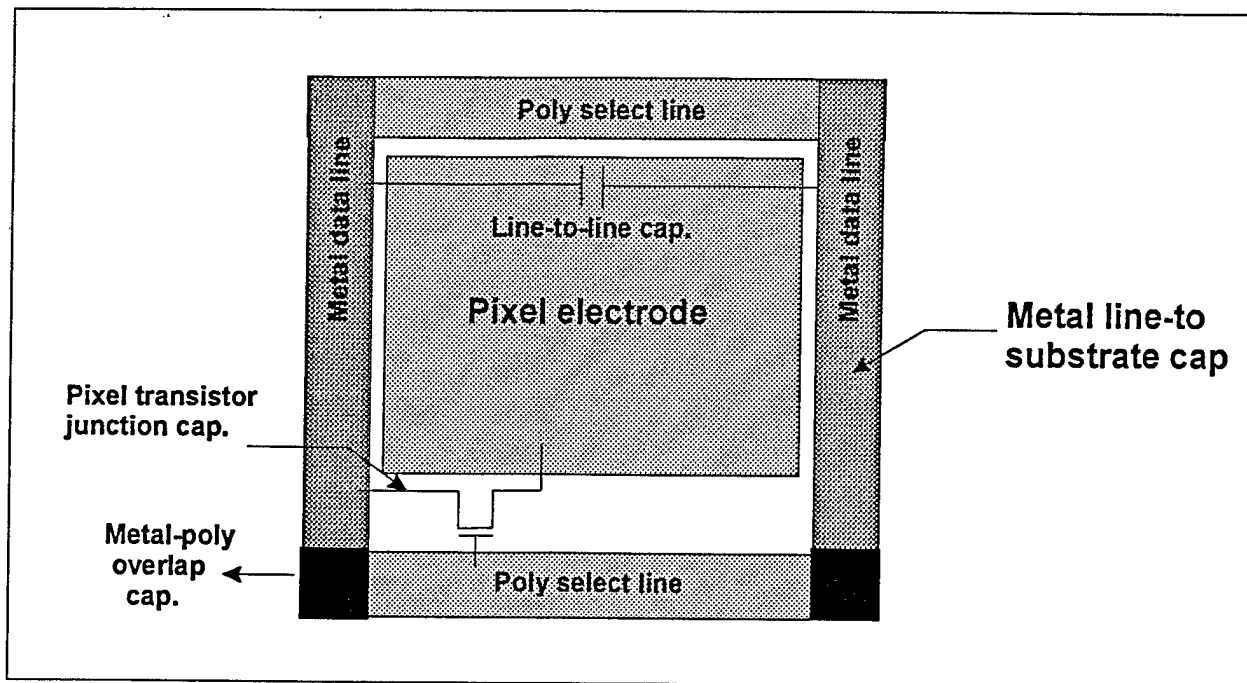 Poly select line
Metal data line
Metal data line
Line-to-line cap.
Pixel electrode
Metal line-to
substrate cap
Pixel transistor
junction cap.
Metal-poly
overlap
cap.
Poly select line